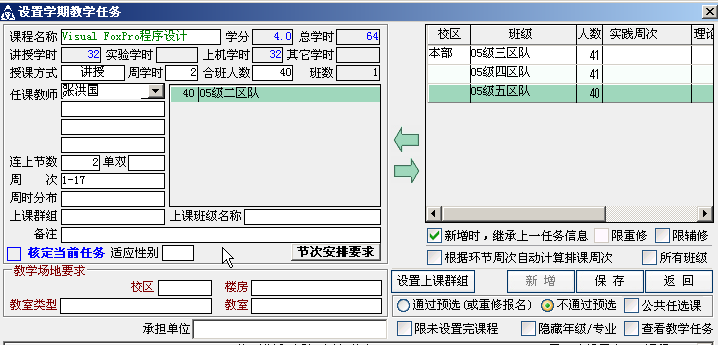 设置学期教学任务
课程名称 Visual FoxPro程序设计 学分 4.0 总学时 64
讲授学时 32 实验学时 上机学时 32 其它学时
授课方式 讲授 周学时 2 合班人数 40 班数 1
任课教师 张洪国
40 05级二区队
连上节数 2 单双
周 次 1-17
周时分布
上课群组 上课班级名称
备注
核定当前任务 适应性别 节次安排要求
教学场地要求
校区 楼房
教室类型 教室
承担单位
校区 班级 人数 实践周次 理论
本部 05级三区队 41
05级四区队 41
05级五区队 40
新增时，继承上一任务信息 限重修 限辅修
根据环节周次自动计算排课周次 所有班级
设置上课群组 新 增 保 存 返 回
通过预选(或重修报名) 不通过预选 公共任选课
限未设置完课程 隐藏年级/专业 查看教学任务